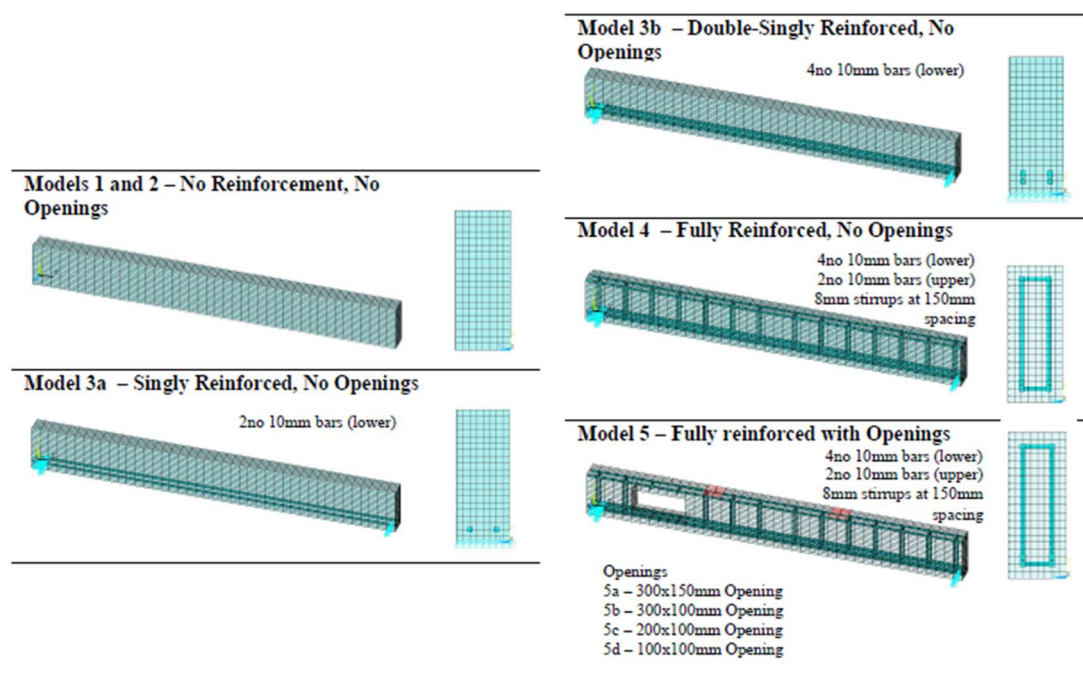 Models 1 and 2 – No Reinforcement, No
Openings
Model 3a – Singly Reinforced, No Openings
2no 10mm bars (lower)
Model 3b – Double-Singly Reinforced, No
Openings
4no 10mm bars (lower)
Model 4 – Fully Reinforced, No Openings
4no 10mm bars (lower)
2no 10mm bars (upper)
8mm stirrups at 150mm
spacing
Model 5 – Fully reinforced with Openings
4no 10mm bars (lower)
2no 10mm bars (upper)
8mm stirrups at 150mm
spacing
Openings
5a – 300x150mm Opening
5b – 300x100mm Opening
5c – 200x100mm Opening
5d – 100x100mm Opening